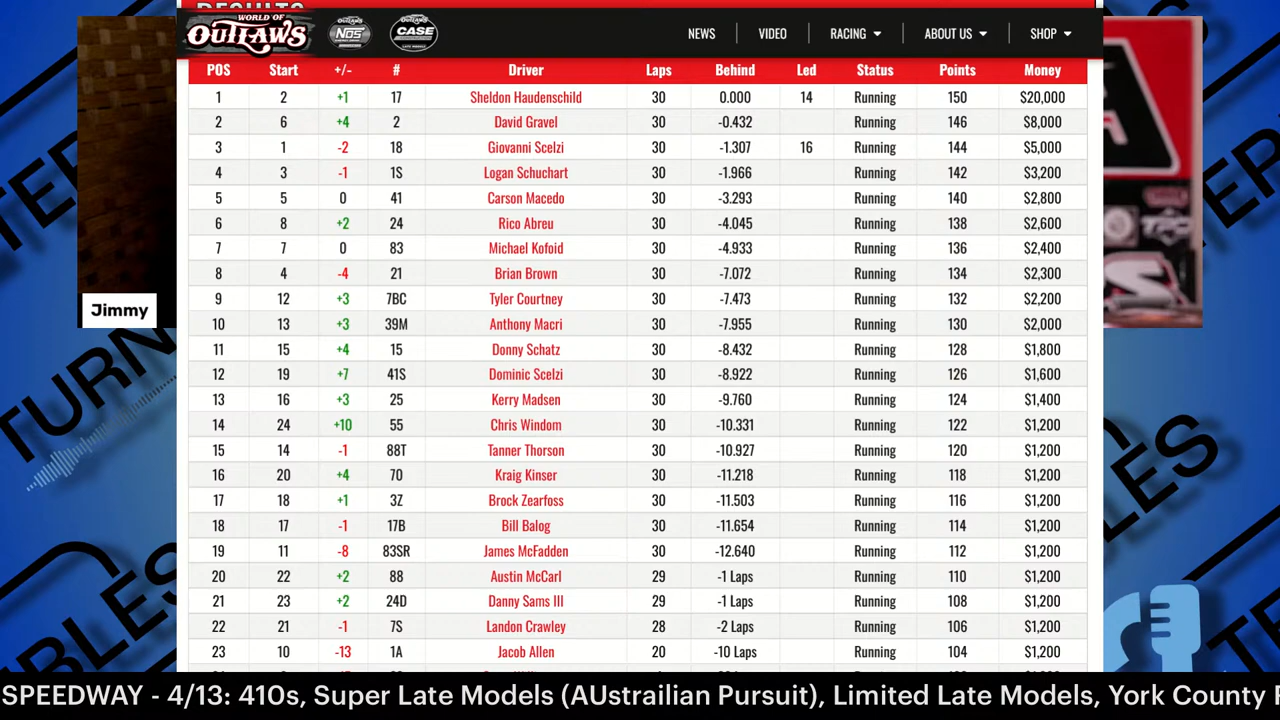 RESULTS
WORLD OF OUTLAWS
OUTLAWS NOS
OUTLAWS CASE LATE MODELS
NEWS VIDEO RACING ABOUT US SHOP
POS Start +/- # Driver Laps Behind Led Status Points Money
1 2 +1 17 Sheldon Haudenschild 30 0.000 14 Running 150 $20,000
2 6 +4 2 David Gravel 30 -0.432 Running 146 $8,000
3 1 -2 18 Giovanni Scelzi 30 -1.307 16 Running 144 $5,000
4 3 -1 1S Logan Schuchart 30 -1.966 Running 142 $3,200
5 5 0 41 Carson Macedo 30 -3.293 Running 140 $2,800
6 8 +2 24 Rico Abreu 30 -4.045 Running 138 $2,600
7 7 0 83 Michael Kofoid 30 -4.933 Running 136 $2,400
8 4 -4 21 Brian Brown 30 -7.072 Running 134 $2,300
9 12 +3 7BC Tyler Courtney 30 -7.473 Running 132 $2,200
10 13 +3 39M Anthony Macri 30 -7.955 Running 130 $2,000
11 15 +4 15 Donny Schatz 30 -8.432 Running 128 $1,800
12 19 +7 41S Dominic Scelzi 30 -8.922 Running 126 $1,600
13 16 +3 25 Kerry Madsen 30 -9.760 Running 124 $1,400
14 24 +10 55 Chris Windom 30 -10.331 Running 122 $1,200
15 14 -1 88T Tanner Thorson 30 -10.927 Running 120 $1,200
16 20 +4 70 Kraig Kinser 30 -11.218 Running 118 $1,200
17 18 +1 3Z Brock Zearfoss 30 -11.503 Running 116 $1,200
18 17 -1 17B Bill Balog 30 -11.654 Running 114 $1,200
19 11 -8 83SR James McFadden 30 -12.640 Running 112 $1,200
20 22 +2 88 Austin McCarl 29 -1 Laps Running 110 $1,200
21 23 +2 24D Danny Sams III 29 -1 Laps Running 108 $1,200
22 21 -1 7S Landon Crawley 28 -2 Laps Running 106 $1,200
23 10 -13 1A Jacob Allen 20 -10 Laps Running 104 $1,200
Jimmy
SPEEDWAY - 4/13: 410s, Super Late Models (AUstrailian Pursuit), Limited Late Models, York County